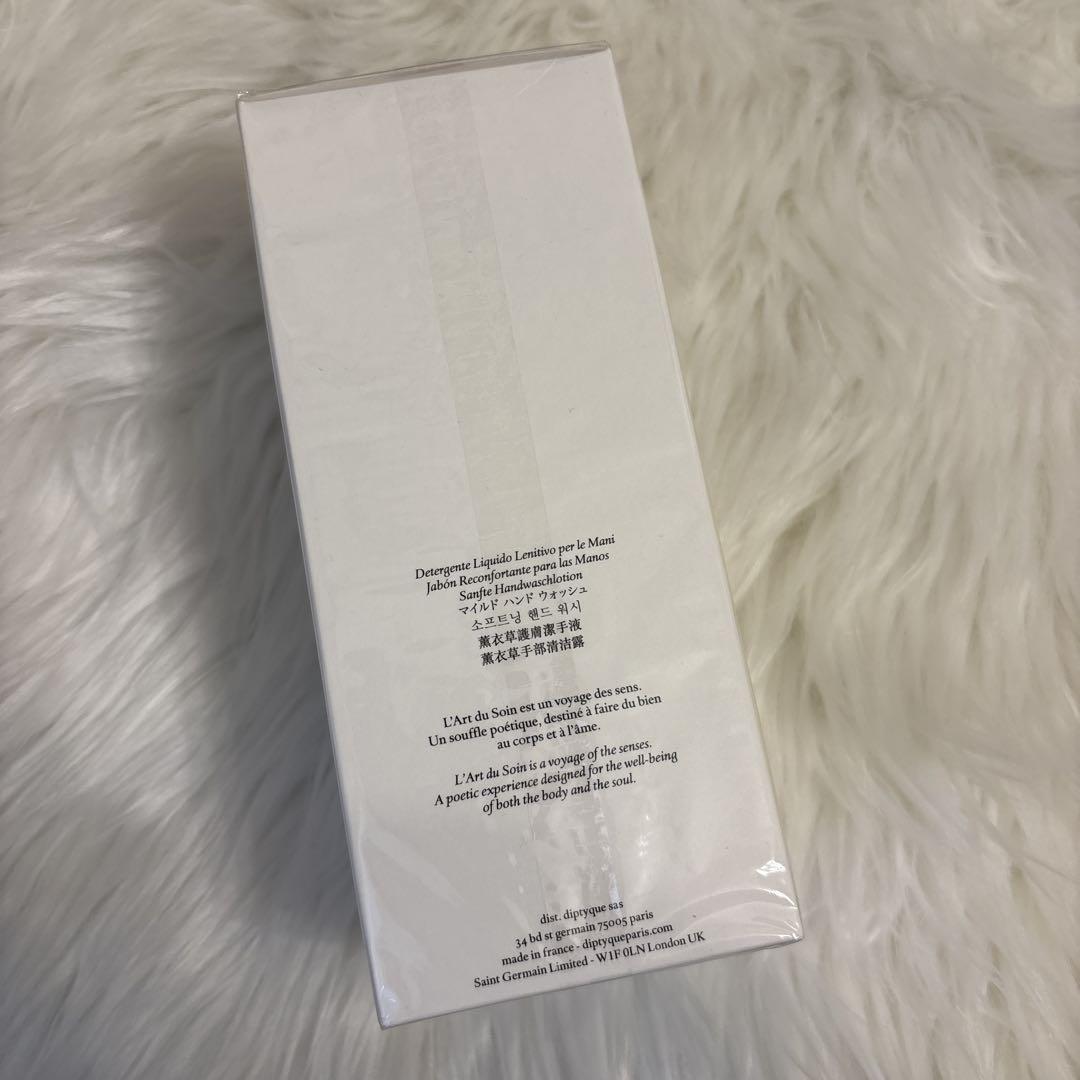 Detergente Liquido Lenitivo per le Mani
Jabón Reconfortante para las Manos
Sanfte Handwaschlotion
マイルド ハンド ウォッシュ
소프트닝 핸드 워시
薰衣草護膚潔手液
薰衣草手部清洁露
L'Art du Soin est un voyage des sens.
Un souffle poétique, destiné à faire du bien
au corps et à l'âme.
L'Art du Soin is a voyage of the senses.
A poetic experience designed for the well-being
of both the body and the soul.
dist. diptyque sas
34 bd st germain 75005 paris
made in france - diptyqueparis.com
Saint Germain Limited - W1F 0LN London UK